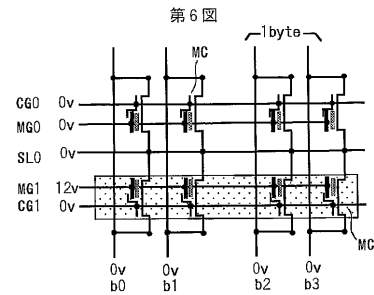 第6図
1byte
MC
CG0 0v
MG0 0v
SL0 0v
MG1 12v
CG1 0v
MC
0v 0v 0v 0v
b0 b1 b2 b3